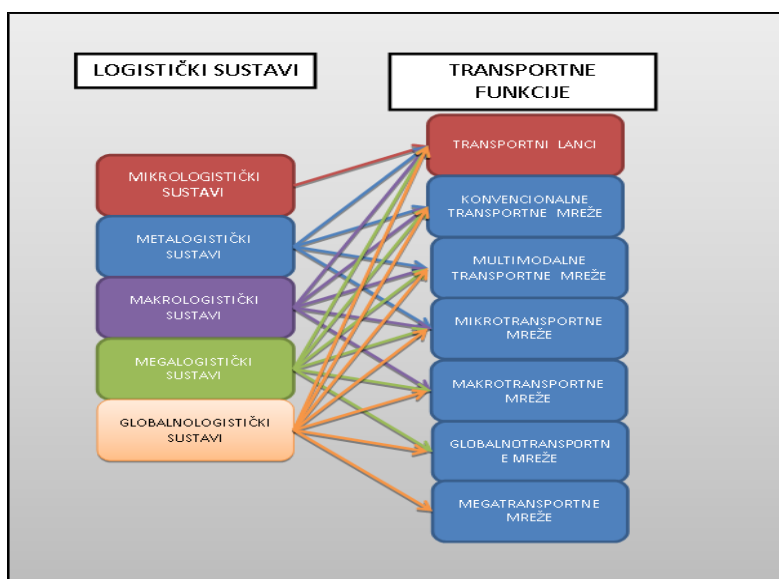 LOGISTIČKI SUSTAVI
TRANSPORTNE
FUNKCIJE
MIKROLOGISTIČKI
SUSTAVI
METALOGISTIČKI
SUSTAVI
MAKROLOGISTIČKI
SUSTAVI
MEGALOGISTIČKI
SUSTAVI
GLOBALNOLOGISTIČKI
SUSTAVI
TRANSPORTNI LANCI
KONVENCIONALNE
TRANSPORTNE MREŽE
MULTIMODALNE
TRANSPORTNE MREŽE
MIKROTRANSPORTNE
MREŽE
MAKROTRANSPORTNE
MREŽE
GLOBALNOTRANSPORTN
E MREŽE
MEGATRANSPORTNE
MREŽE